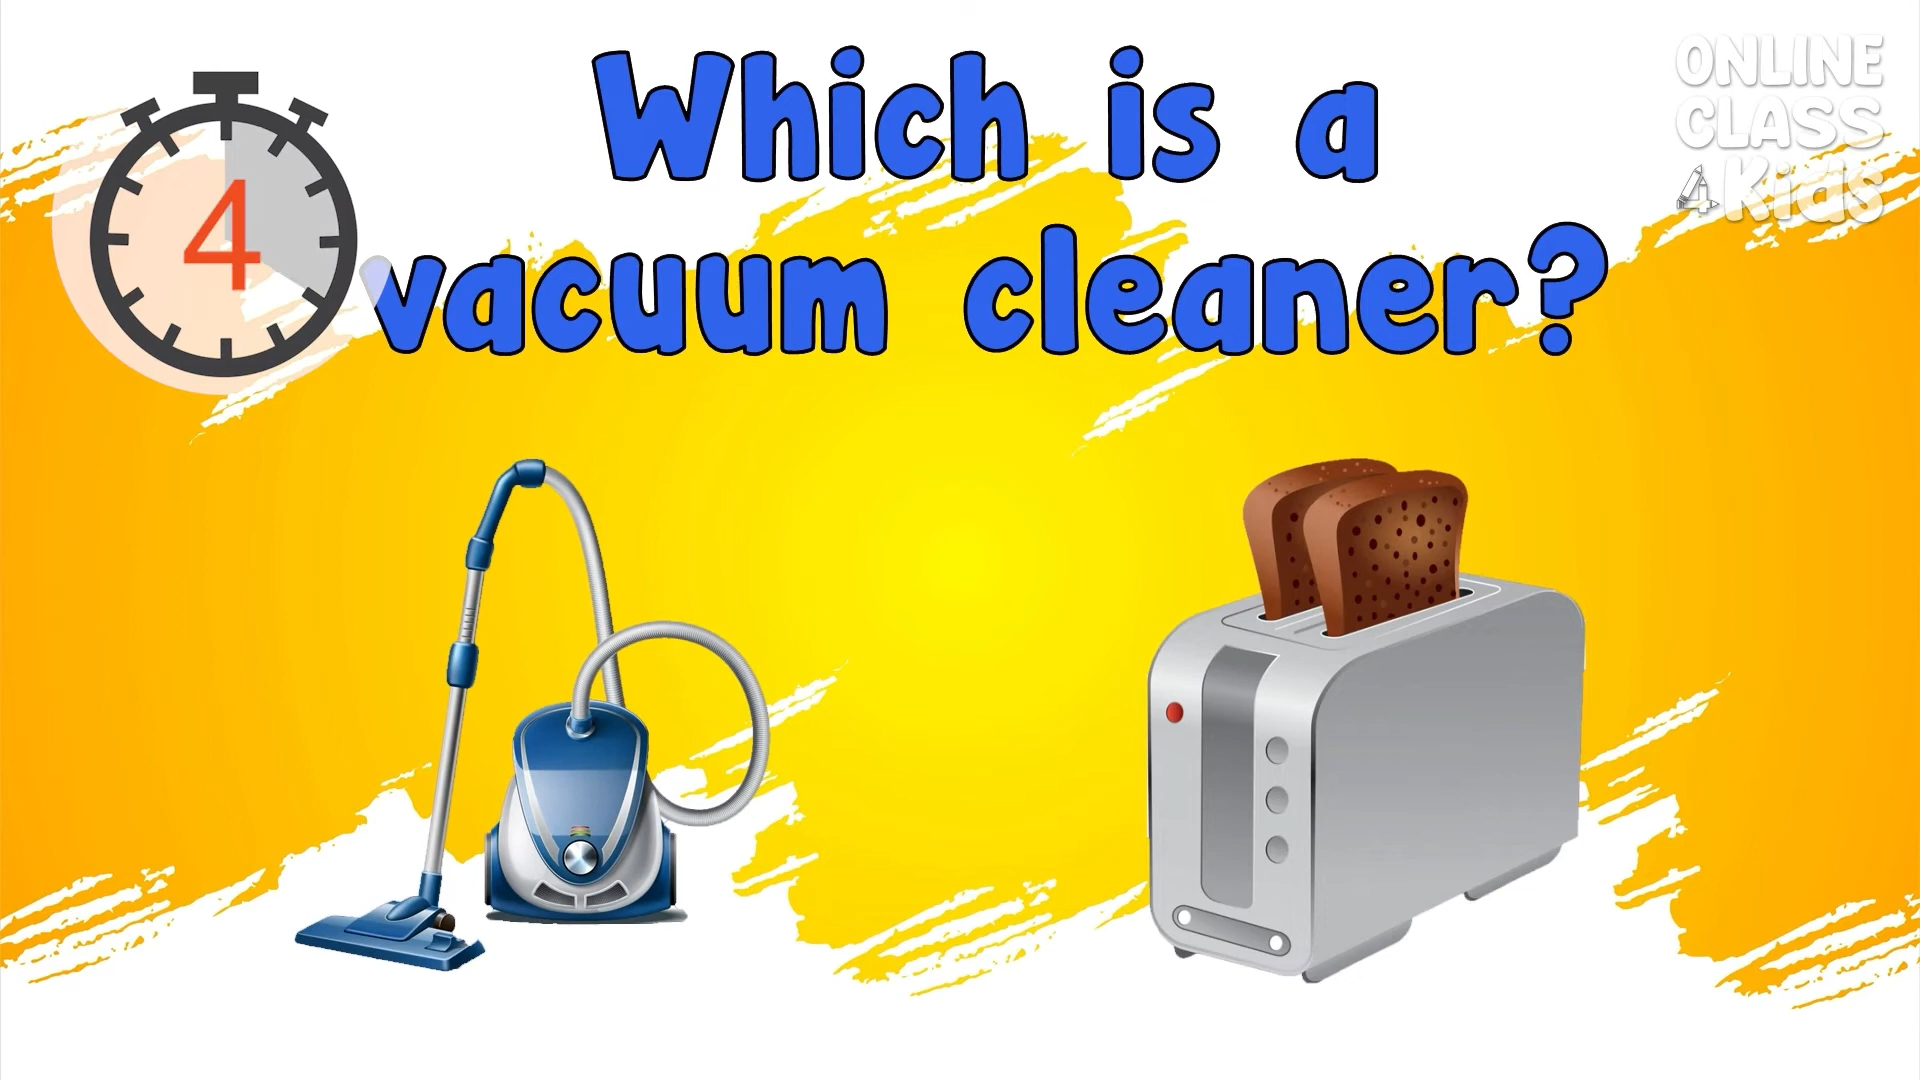 Which is a
vacuum cleaner?
4
ONLINE
CLASS
4Kids